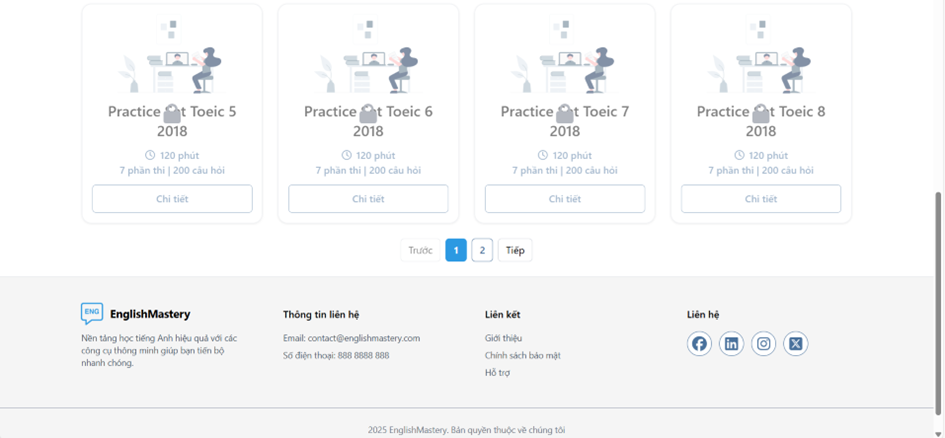 Practice t Toeic 5
2018
120 phút
7 phần thi | 200 câu hỏi
Chi tiết
Practice t Toeic 6
2018
120 phút
7 phần thi | 200 câu hỏi
Chi tiết
Practice t Toeic 7
2018
120 phút
7 phần thi | 200 câu hỏi
Chi tiết
Practice t Toeic 8
2018
120 phút
7 phần thi | 200 câu hỏi
Chi tiết
Trước 1 2 Tiếp
ENG EnglishMastery
Nền tảng học tiếng Anh hiệu quả với các
công cụ thông minh giúp bạn tiến bộ
nhanh chóng.
Thông tin liên hệ
Email: contact@englishmastery.com
Số điện thoại: 888 8888 888
Liên kết
Giới thiệu
Chính sách bảo mật
Hỗ trợ
Liên hệ
2025 EnglishMastery. Bản quyền thuộc về chúng tôi